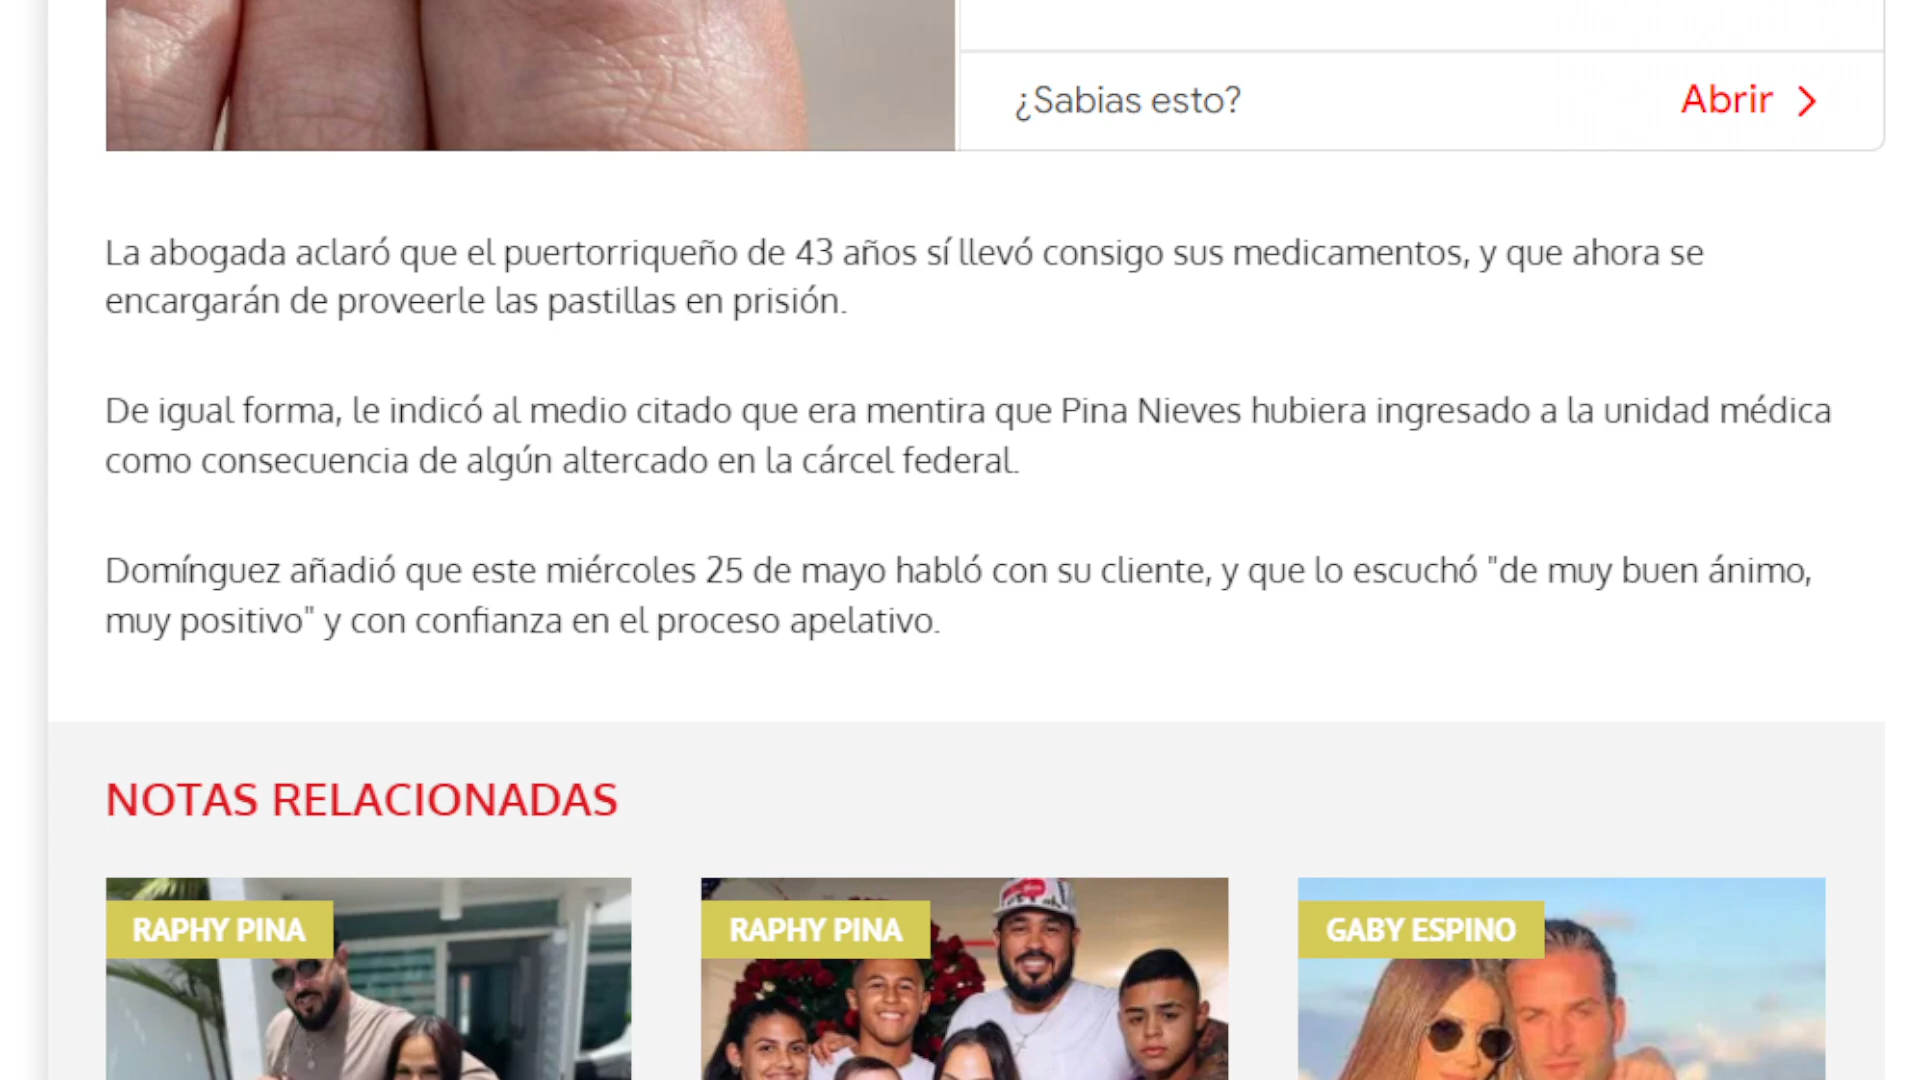 ¿Sabias esto?
Abrir
La abogada aclaró que el puertorriqueño de 43 años sí llevó consigo sus medicamentos, y que ahora se
encargarán de proveerle las pastillas en prisión.
De igual forma, le indicó al medio citado que era mentira que Pina Nieves hubiera ingresado a la unidad médica
como consecuencia de algún altercado en la cárcel federal.
Domínguez añadió que este miércoles 25 de mayo habló con su cliente, y que lo escuchó "de muy buen ánimo,
muy positivo" y con confianza en el proceso apelativo.
NOTAS RELACIONADAS
RAPHY PINA
RAPHY PINA
GABY ESPINO